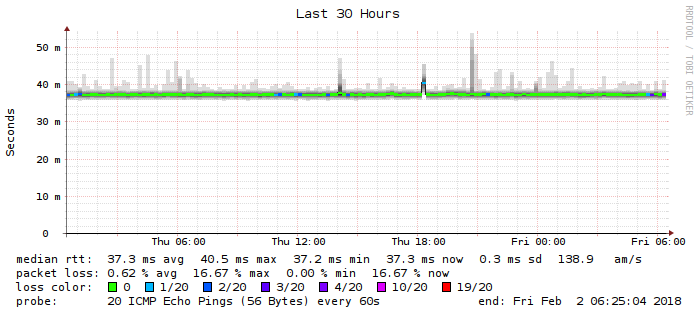 Last 30 Hours
RRDTOOL / TOBI OETIKER
Seconds
50 m
40 m
30 m
20 m
10 m
0
Thu 06:00 Thu 12:00 Thu 18:00 Fri 00:00 Fri 06:00
median rtt: 37.3 ms avg 40.5 ms max 37.2 ms min 37.3 ms now 0.3 ms sd 138.9 am/s
packet loss: 0.62 % avg 16.67 % max 0.00 % min 16.67 % now
loss color: 0 1/20 2/20 3/20 4/20 10/20 19/20
probe: 20 ICMP Echo Pings (56 Bytes) every 60s end: Fri Feb 2 06:25:04 2018